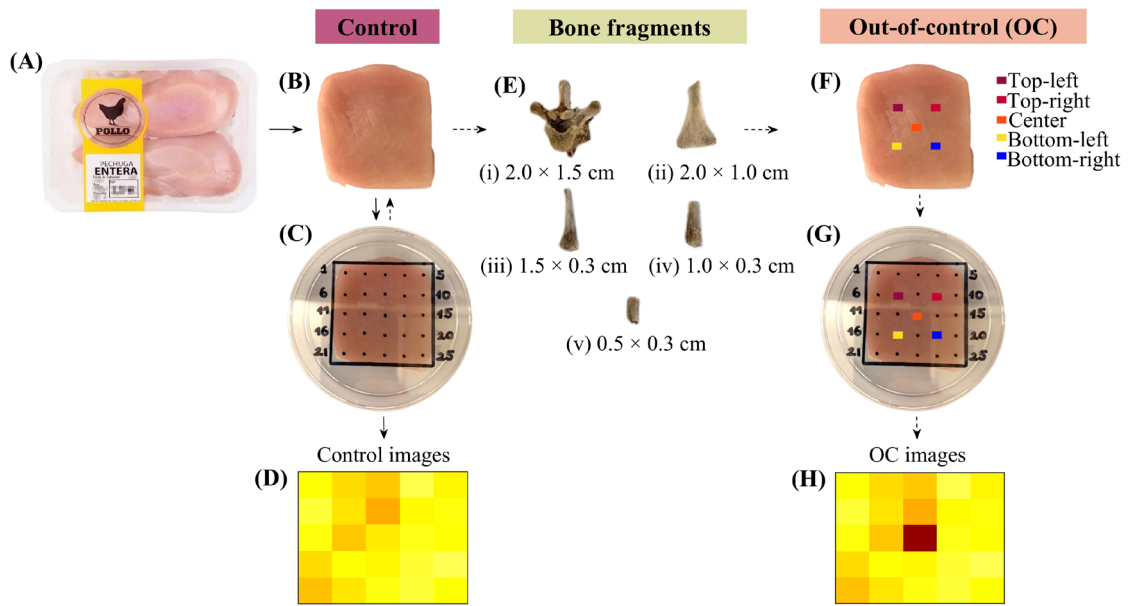 Control
Bone fragments
Out-of-control (OC)
(A)
POLLO
PECHUGA
ENTERA
(B)
(E)
(i) 2.0 × 1.5 cm
(ii) 2.0 × 1.0 cm
(iii) 1.5 × 0.3 cm
(iv) 1.0 × 0.3 cm
(v) 0.5 × 0.3 cm
(F)
Top-left
Top-right
Center
Bottom-left
Bottom-right
(C)
1 5
6 10
11 15
16 20
21 25
(G)
1 5
6 10
11 15
16 20
21 25
Control images
(D)
OC images
(H)